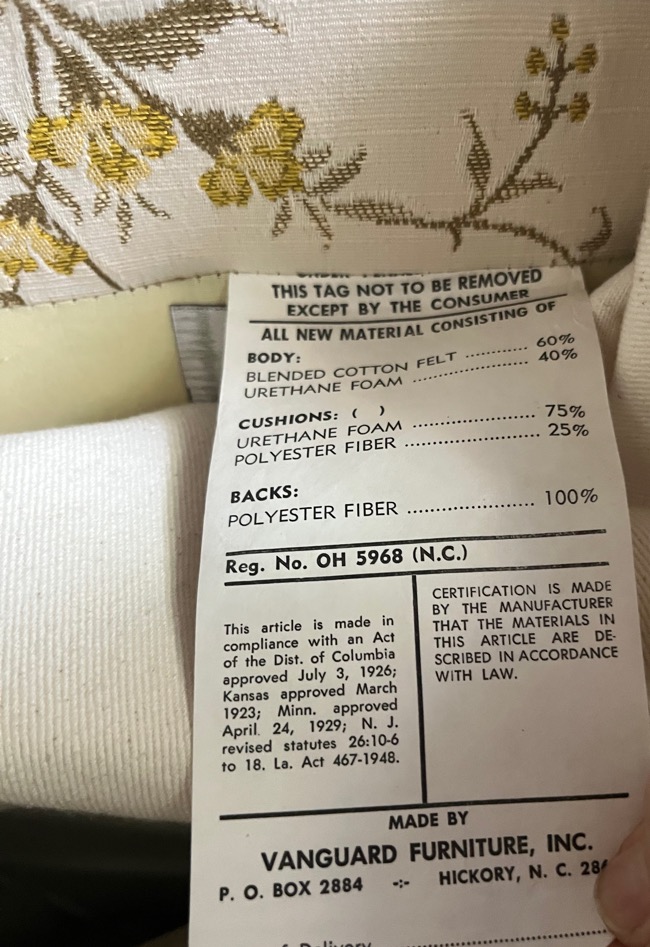 THIS TAG NOT TO BE REMOVED
EXCEPT BY THE CONSUMER
ALL NEW MATERIAL CONSISTING OF
BODY:
BLENDED COTTON FELT ............ 60%
URETHANE FOAM ...................... 40%
CUSHIONS: ( )
URETHANE FOAM ...................... 75%
POLYESTER FIBER ........................ 25%
BACKS:
POLYESTER FIBER ...................... 100%
Reg. No. OH 5968 (N.C.)
This article is made in
compliance with an Act
of the Dist. of Columbia
approved July 3, 1926;
Kansas approved March
1923; Minn. approved
April 24, 1929; N. J.
revised statutes 26:10-6
to 18. La. Act 467-1948.
CERTIFICATION IS MADE
BY THE MANUFACTURER
THAT THE MATERIALS IN
THIS ARTICLE ARE DE-
SCRIBED IN ACCORDANCE
WITH LAW.
MADE BY
VANGUARD FURNITURE, INC.
P. O. BOX 2884 -:- HICKORY, N. C. 286
Delivery